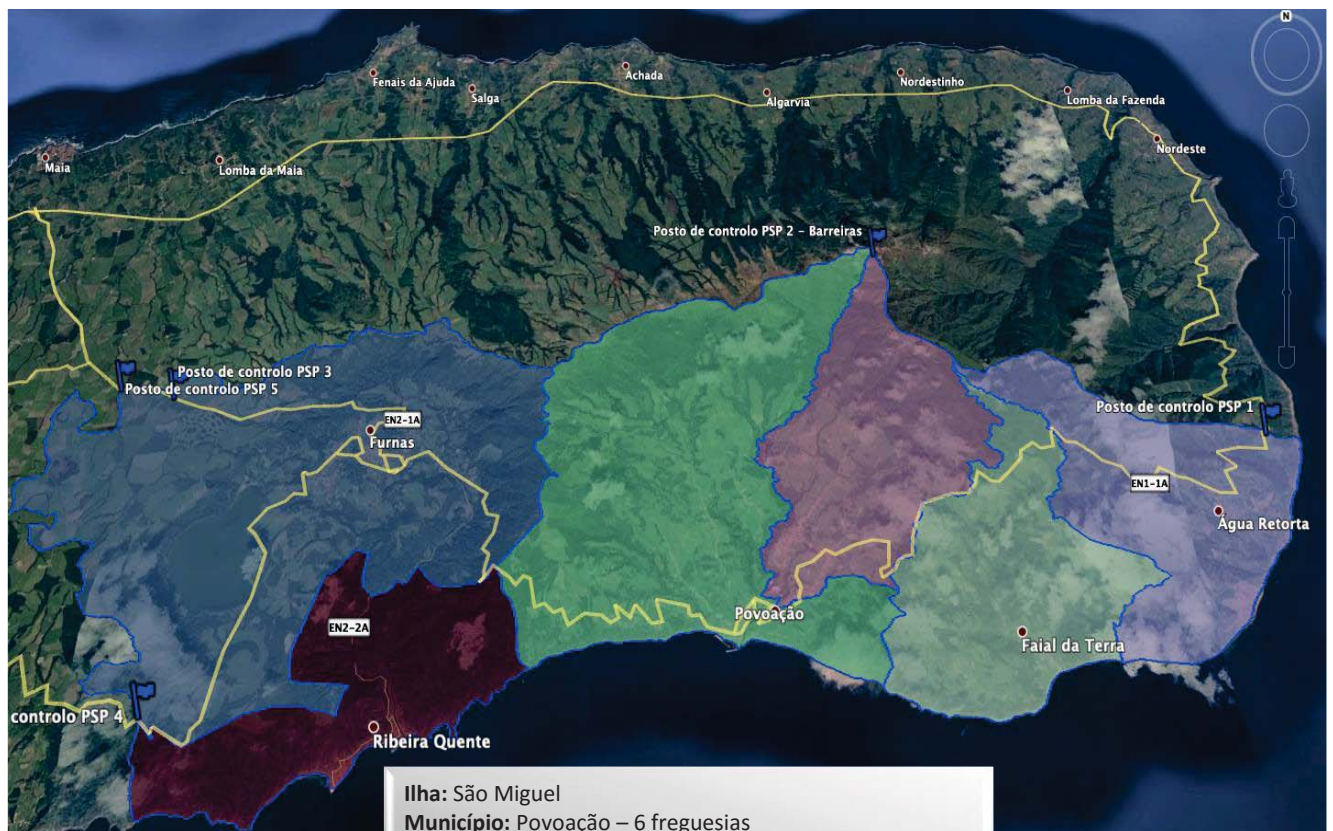 N
Fenais da Ajuda
Salga
Achada
Algarvia
Nordestinho
Lomba da Fazenda
Nordeste
Maia
Lomba da Maia
Posto de controlo PSP 2 - Barreiras
Posto de controlo PSP 3
Posto de controlo PSP 5
Posto de controlo PSP 1
EN2-1A
Furnas
EN1-1A
Água Retorta
EN2-2A
Povoação
Faial da Terra
controlo PSP 4
Ribeira Quente
Ilha: São Miguel
Município: Povoação – 6 freguesias